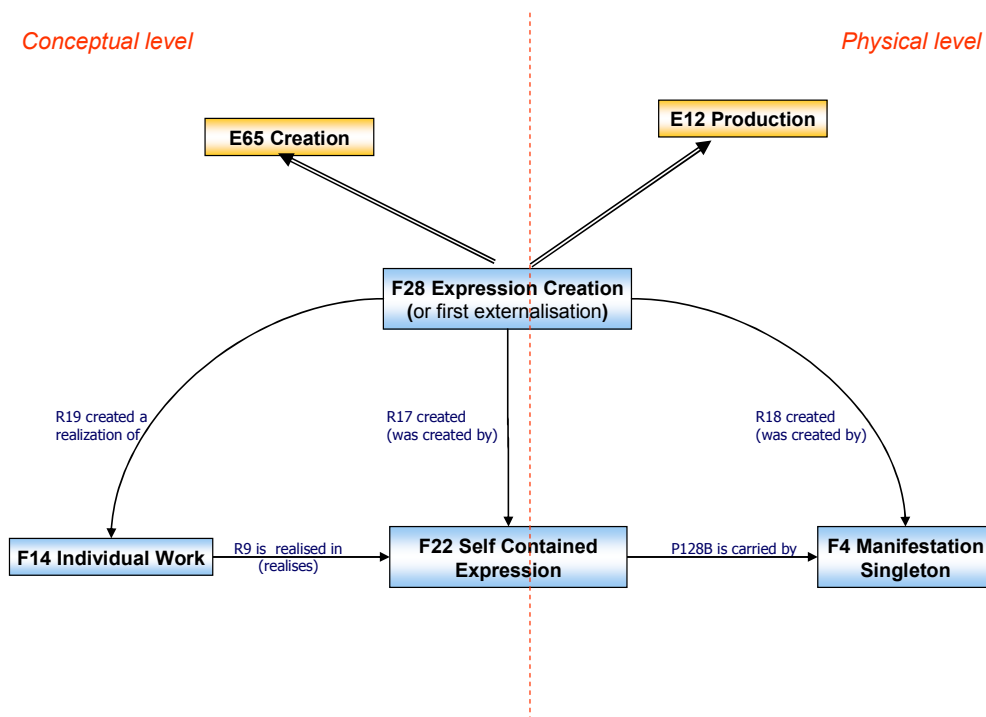 Conceptual level
Physical level
E65 Creation
E12 Production
F28 Expression Creation
(or first externalisation)
R19 created a
realization of
R17 created
(was created by)
R18 created
(was created by)
F14 Individual Work
R9 is realised in
(realises)
F22 Self Contained
Expression
P128B is carried by
F4 Manifestation
Singleton